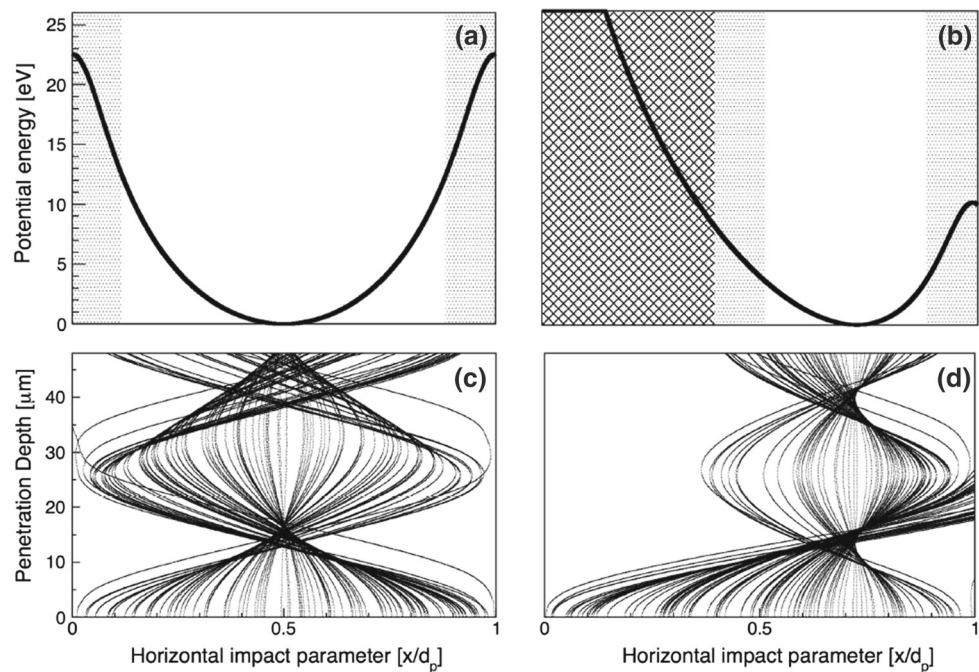 (a)
(b)
Potential energy [eV]
25
20
15
10
5
0
(c)
(d)
Penetration Depth [μm]
40
30
20
10
0
0
0.5
1
0
0.5
1
Horizontal impact parameter [x/dp]
Horizontal impact parameter [x/dp]